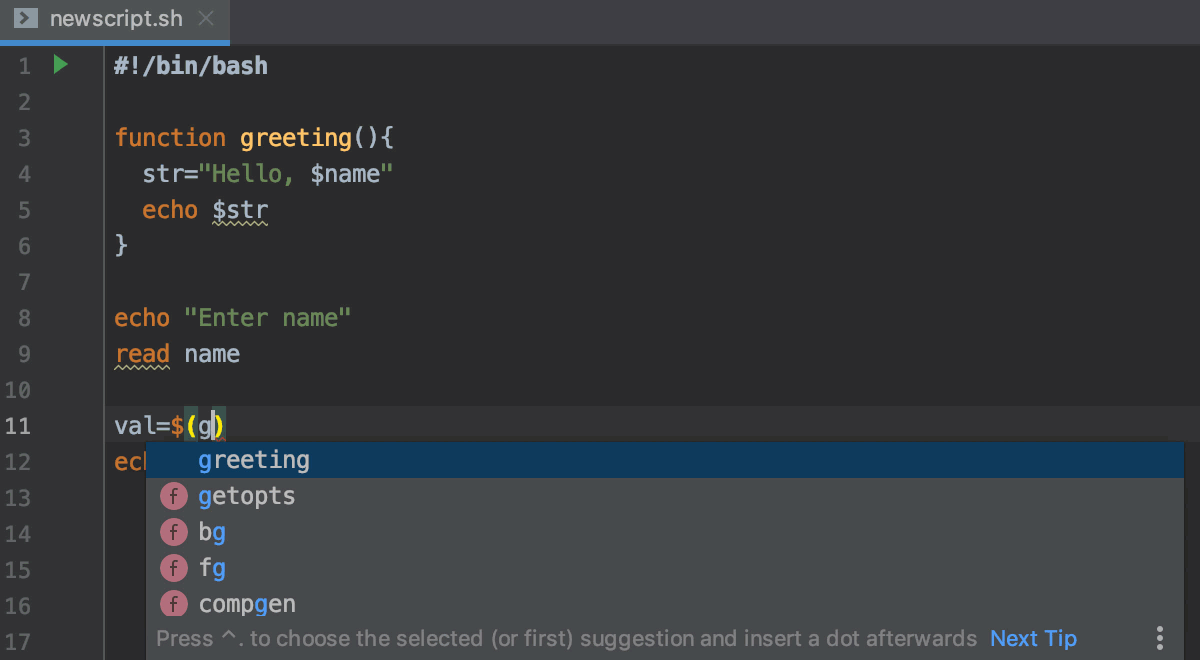 newscript.sh
1 #!/bin/bash
2
3 function greeting(){
4 str="Hello, $name"
5 echo $str
6 }
7
8 echo "Enter name"
9 read name
10
11 val=$(g)
12 ech
greeting
13 f getopts
14 f bg
15 f fg
16 f compgen
17 Press ^. to choose the selected (or first) suggestion and insert a dot afterwards Next Tip